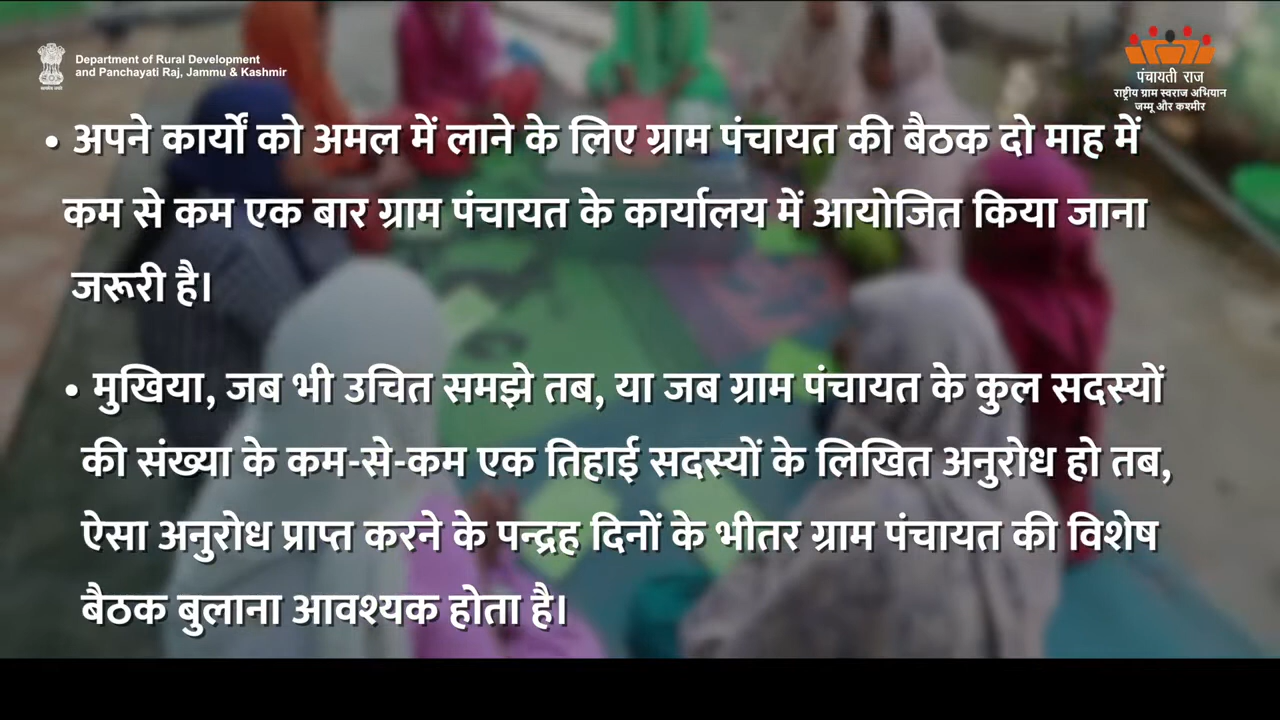 Department of Rural Development
and Panchayati Raj, Jammu & Kashmir
पंचायती राज
राष्ट्रीय ग्राम स्वराज अभियान
जम्मू और कश्मीर
• अपने कार्यों को अमल में लाने के लिए ग्राम पंचायत की बैठक दो माह में
कम से कम एक बार ग्राम पंचायत के कार्यालय में आयोजित किया जाना
जरूरी है।
• मुखिया, जब भी उचित समझे तब, या जब ग्राम पंचायत के कुल सदस्यों
की संख्या के कम-से-कम एक तिहाई सदस्यों के लिखित अनुरोध हो तब,
ऐसा अनुरोध प्राप्त करने के पन्द्रह दिनों के भीतर ग्राम पंचायत की विशेष
बैठक बुलाना आवश्यक होता है।